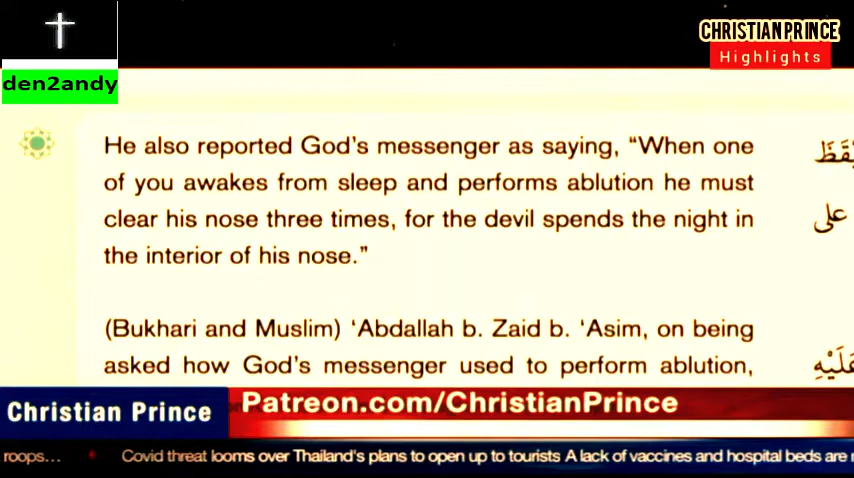 CHRISTIAN PRINCE
Highlights
den2andy
He also reported God's messenger as saying, “When one
of you awakes from sleep and performs ablution he must
clear his nose three times, for the devil spends the night in
the interior of his nose.”
(Bukhari and Muslim) ‘Abdallah b. Zaid b. ‘Asim, on being
asked how God's messenger used to perform ablution,
على
عَلَيْهِ
Christian Prince
Patreon.com/ChristianPrince
roops... Covid threat looms over Thailand's plans to open up to tourists A lack of vaccines and hospital beds are